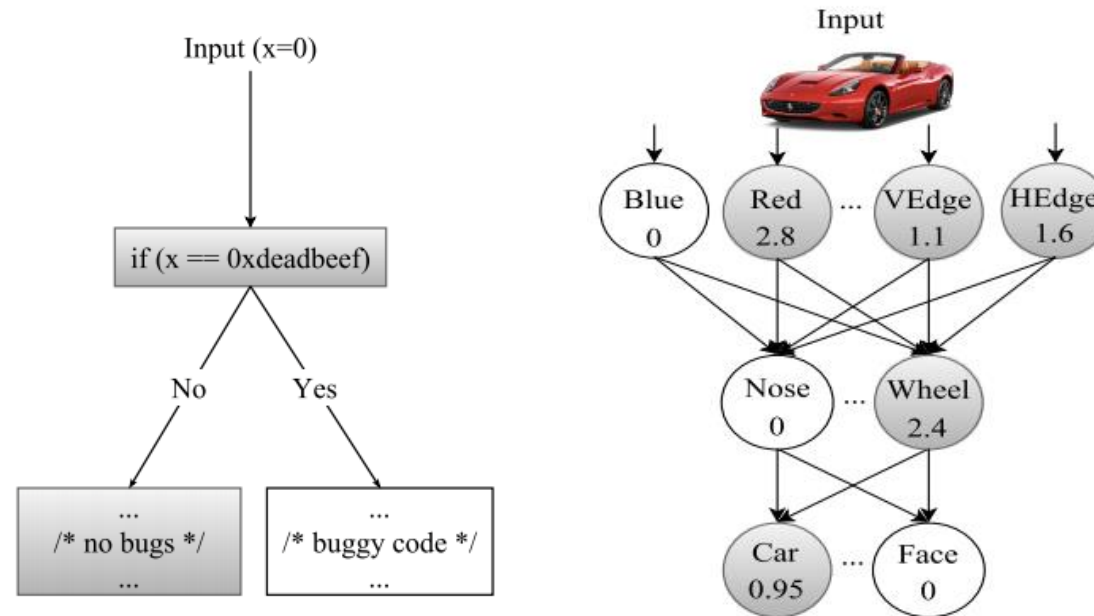 Input (x=0)
if (x == 0xdeadbeef)
No
Yes
...
/* no bugs */
...
...
/* buggy code */
...
Input
Blue
0
Red
2.8
...
VEdge
1.1
HEdge
1.6
Nose
0
...
Wheel
2.4
Car
0.95
...
Face
0